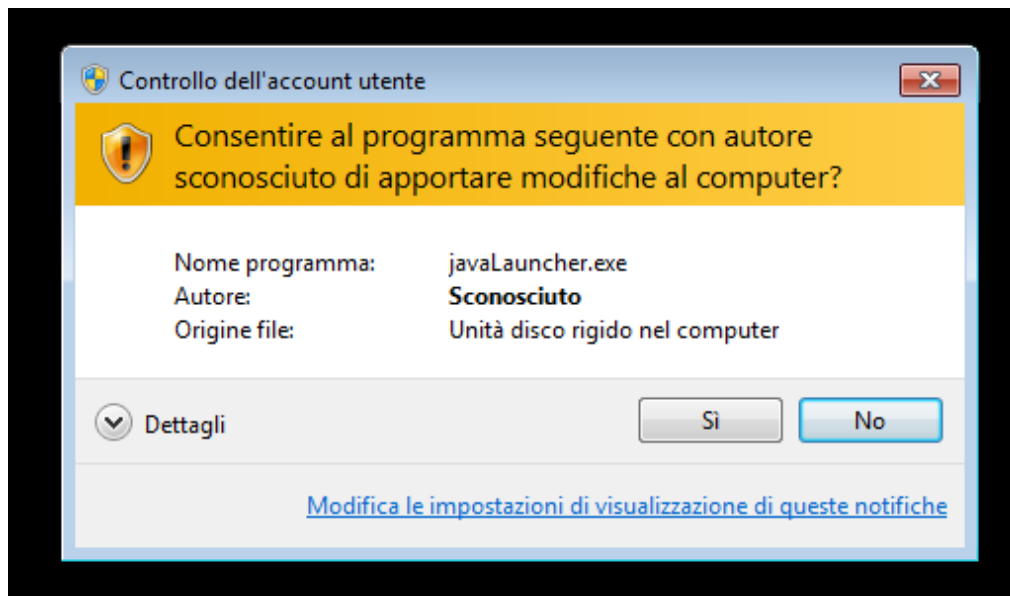 Controllo dell'account utente
Consentire al programma seguente con autore
sconosciuto di apportare modifiche al computer?
Nome programma: javaLauncher.exe
Autore: Sconosciuto
Origine file: Unità disco rigido nel computer
Dettagli Sì No
Modifica le impostazioni di visualizzazione di queste notifiche